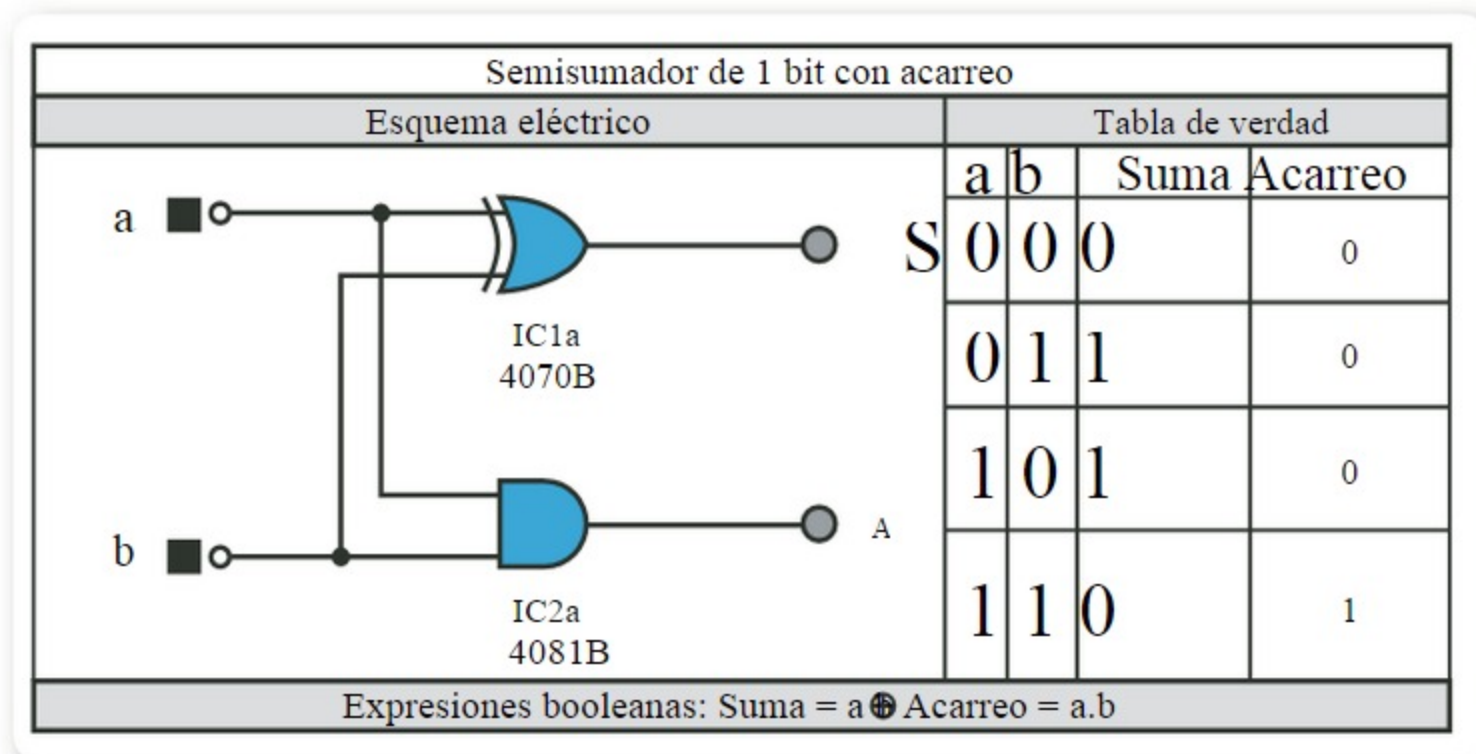 Semisumador de 1 bit con acarreo
Esquema eléctrico
Tabla de verdad
a b Suma Acarreo
a
S 0 0 0 0
IC1a
4070B
0 1 1 0
1 0 1 0
A
b
IC2a
4081B
1 1 0 1
Expresiones booleanas: Suma = a⊕ Acarreo = a.b